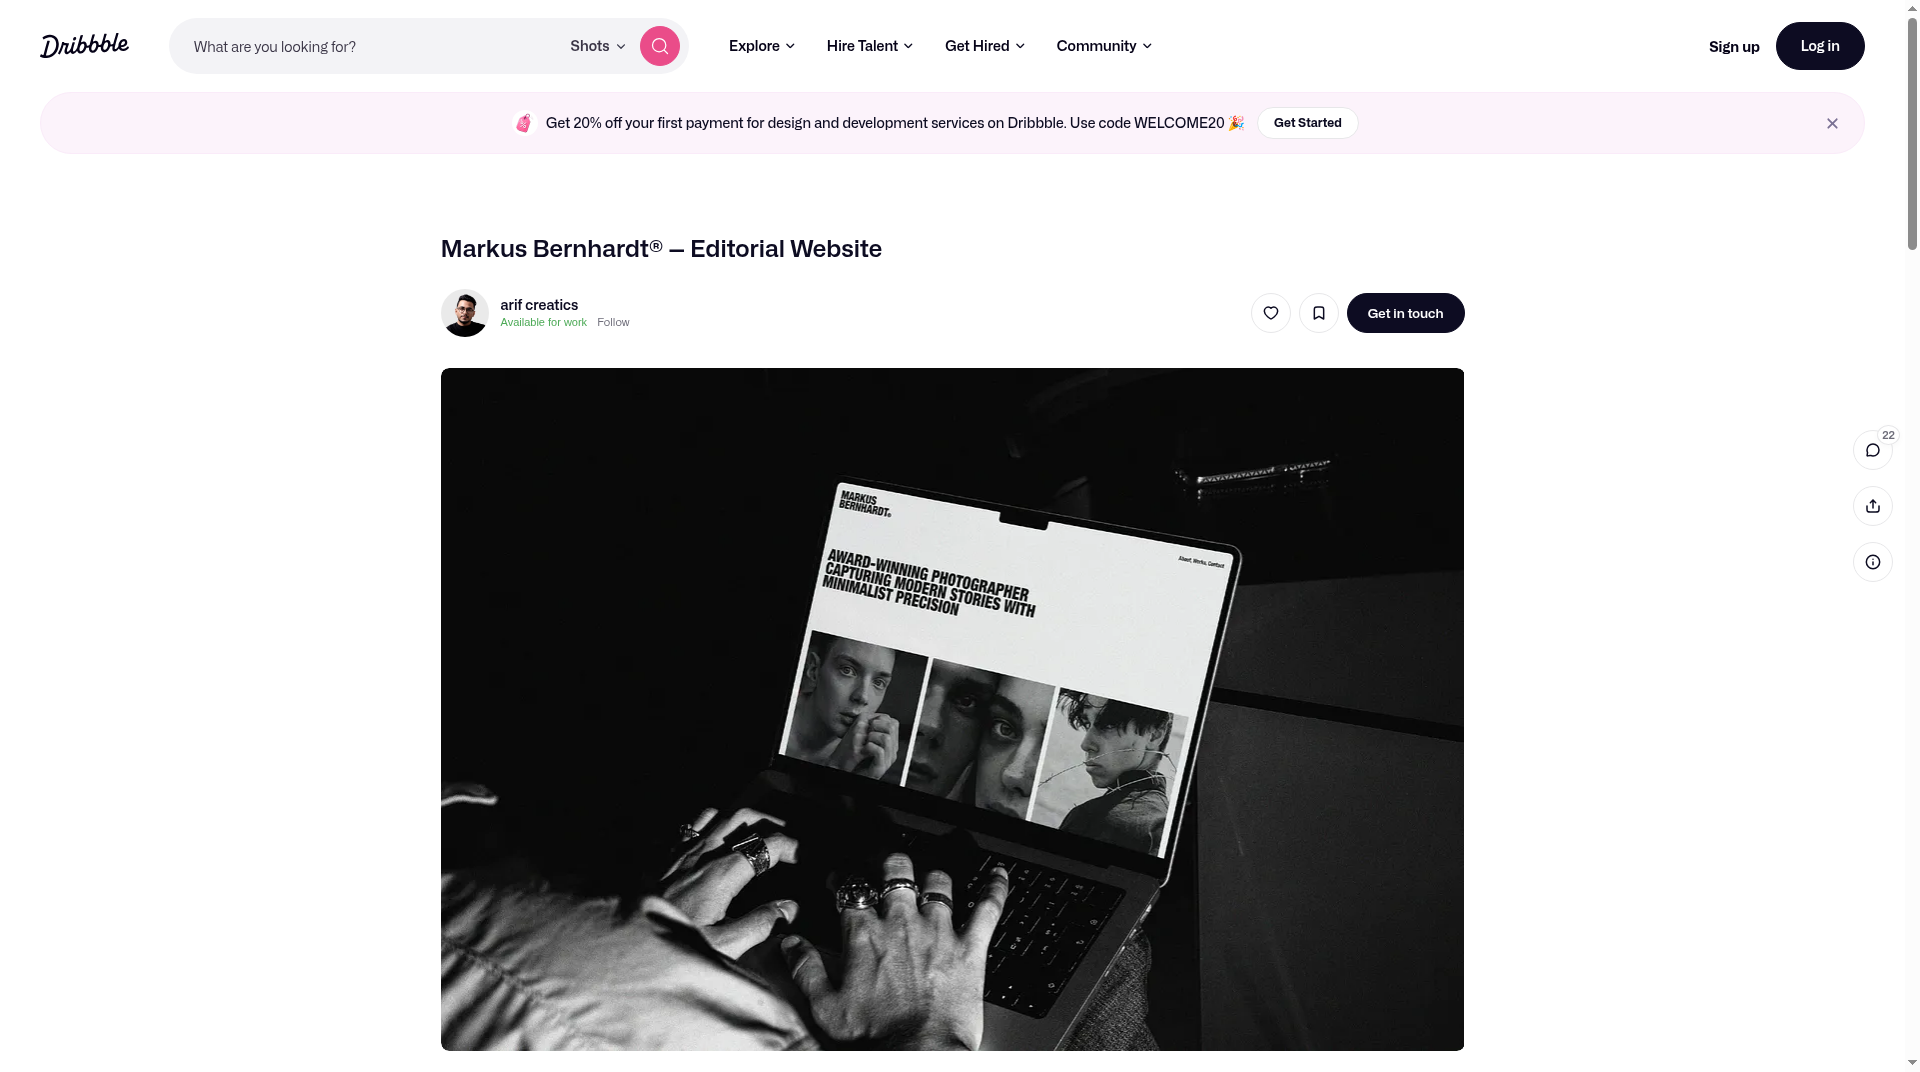 Dribbble
What are you looking for?
Shots
Explore
Hire Talent
Get Hired
Community
Sign up
Log in
Get 20% off your first payment for design and development services on Dribbble. Use code WELCOME20 🎉
Get Started
Markus Bernhardt® – Editorial Website
arif creatics
Available for work
Follow
Get in touch
22
MARKUS
BERNHARDT®
About, Works, Contact
AWARD-WINNING PHOTOGRAPHER
CAPTURING MODERN STORIES WITH
MINIMALIST PRECISION